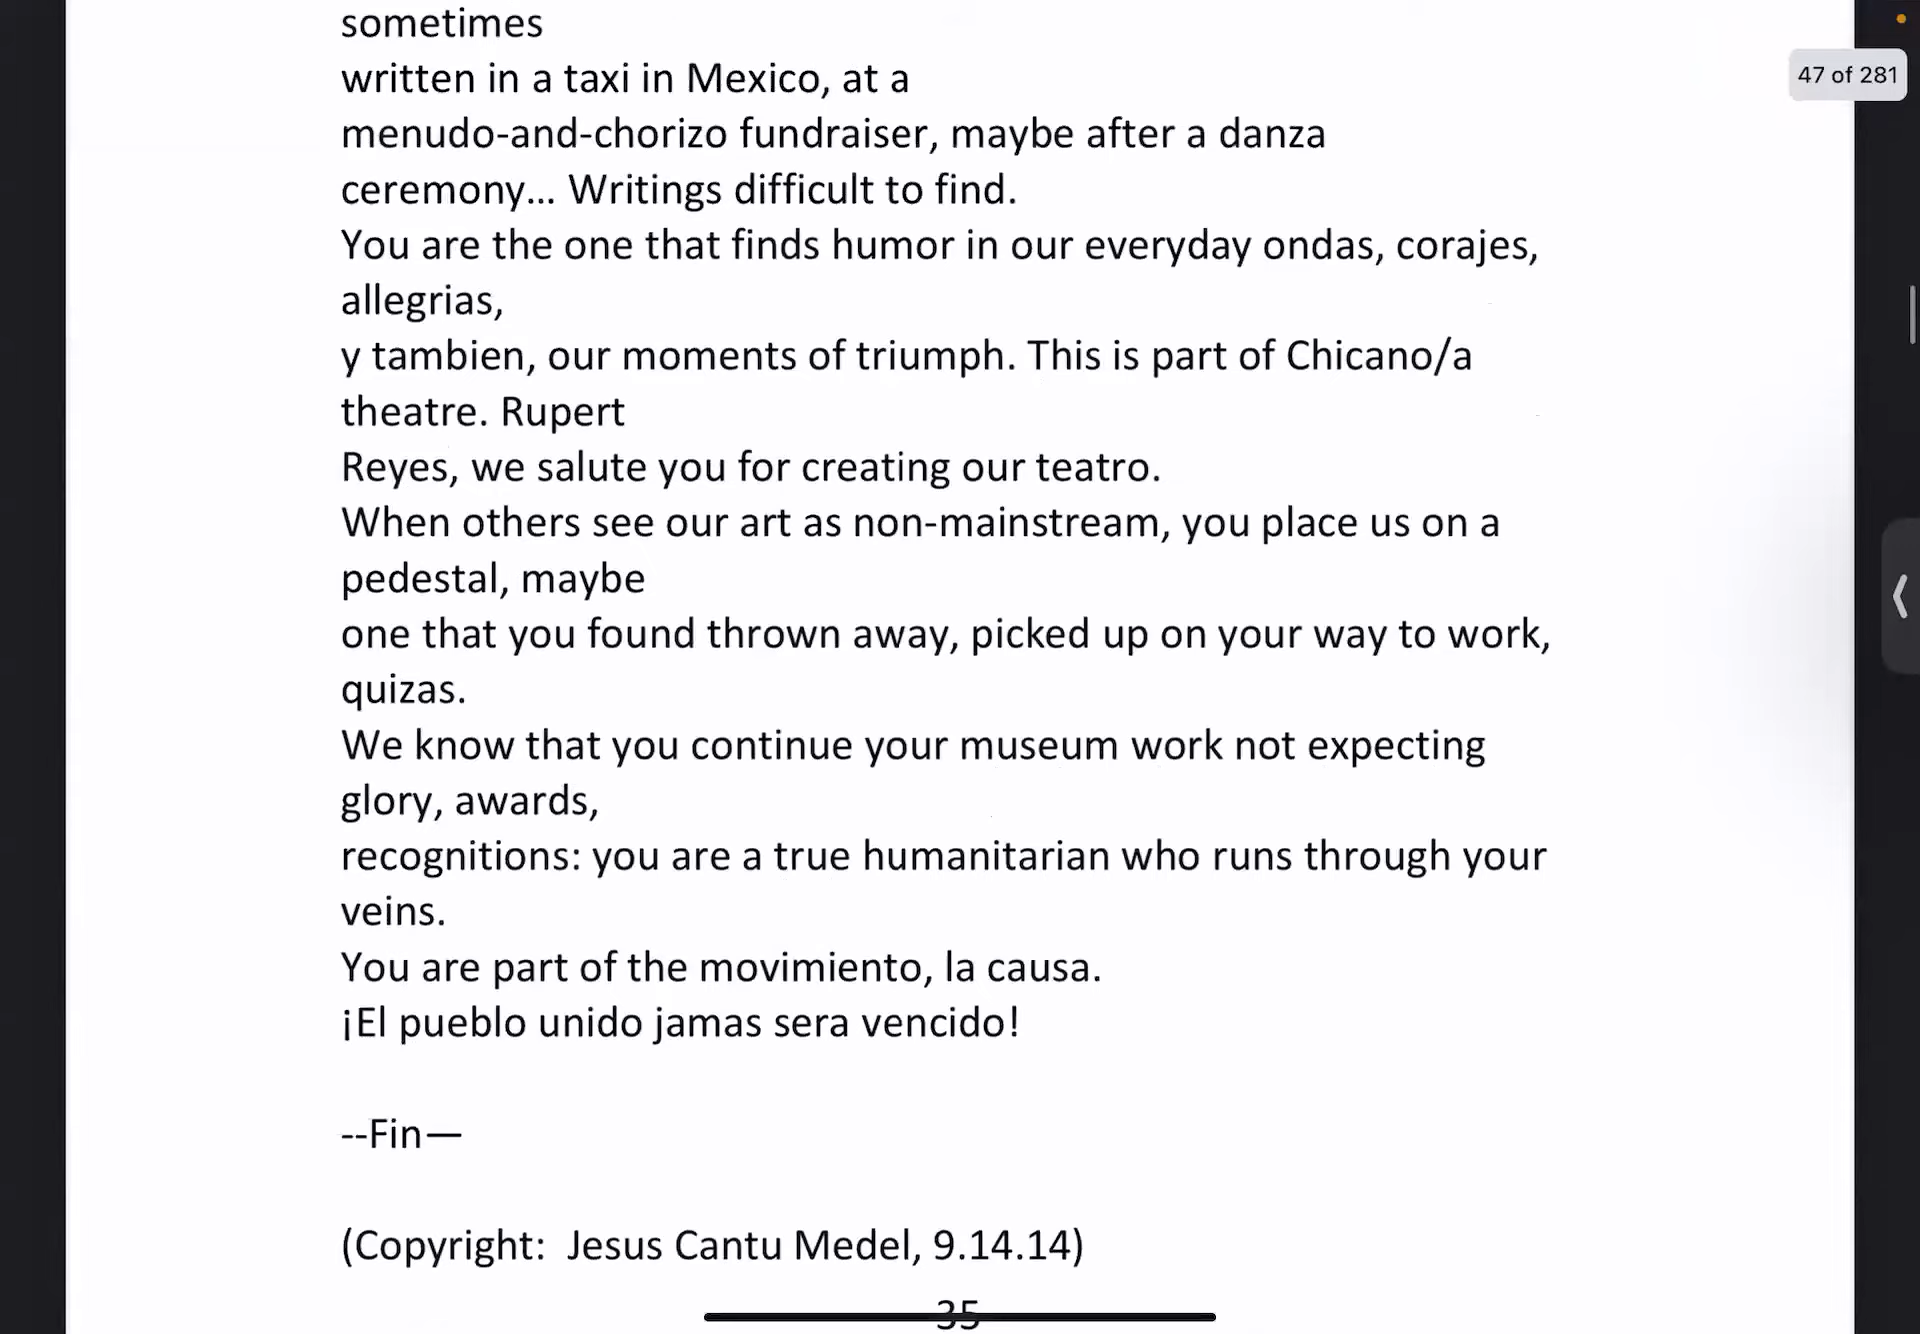 sometimes
47 of 281
written in a taxi in Mexico, at a
menudo-and-chorizo fundraiser, maybe after a danza
ceremony... Writings difficult to find.
You are the one that finds humor in our everyday ondas, corajes,
allegrias,
y tambien, our moments of triumph. This is part of Chicano/a
theatre. Rupert
Reyes, we salute you for creating our teatro.
When others see our art as non-mainstream, you place us on a
pedestal, maybe
one that you found thrown away, picked up on your way to work,
quizas.
We know that you continue your museum work not expecting
glory, awards,
recognitions: you are a true humanitarian who runs through your
veins.
You are part of the movimiento, la causa.
¡El pueblo unido jamas sera vencido!
--Fin—
(Copyright:  Jesus Cantu Medel, 9.14.14)
35